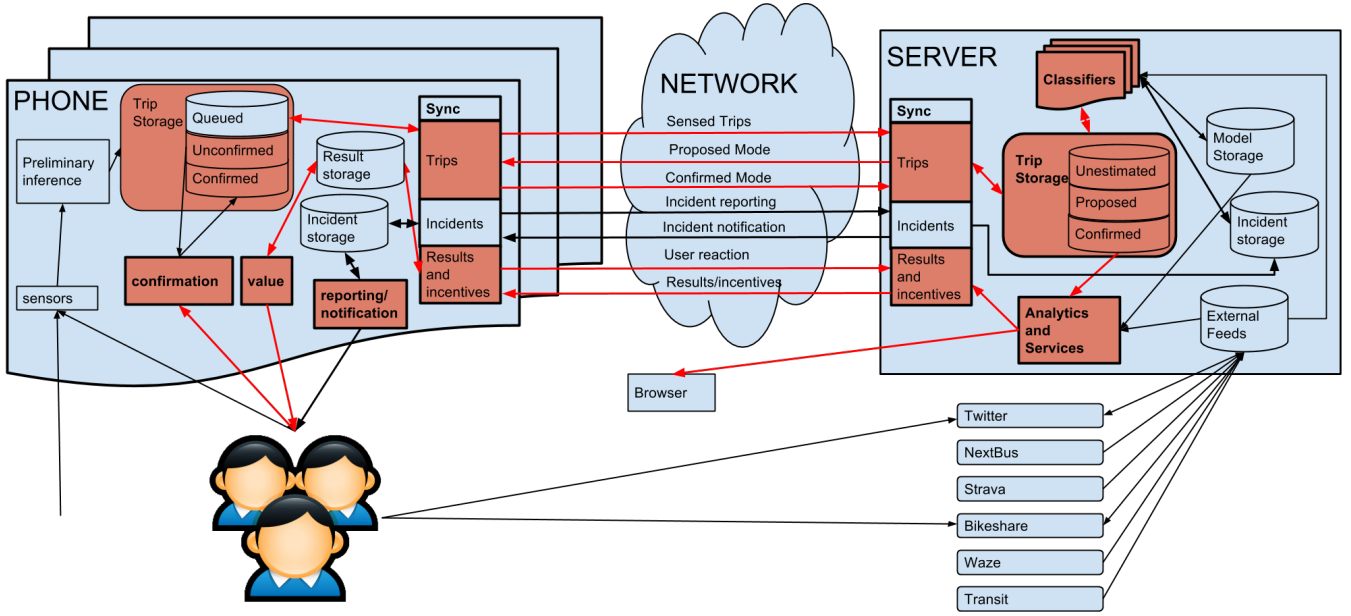 PHONE
Trip
Storage
Queued
Unconfirmed
Confirmed
Preliminary
inference
sensors
Result
storage
Incident
storage
confirmation
value
reporting/
notification
Sync
Trips
Incidents
Results
and
incentives
NETWORK
Sensed Trips
Proposed Mode
Confirmed Mode
Incident reporting
Incident notification
User reaction
Results/incentives
SERVER
Sync
Trips
Incidents
Results
and
incentives
Classifiers
Trip
Storage
Unestimated
Proposed
Confirmed
Model
Storage
Incident
storage
Analytics
and
Services
External
Feeds
Browser
Twitter
NextBus
Strava
Bikeshare
Waze
Transit